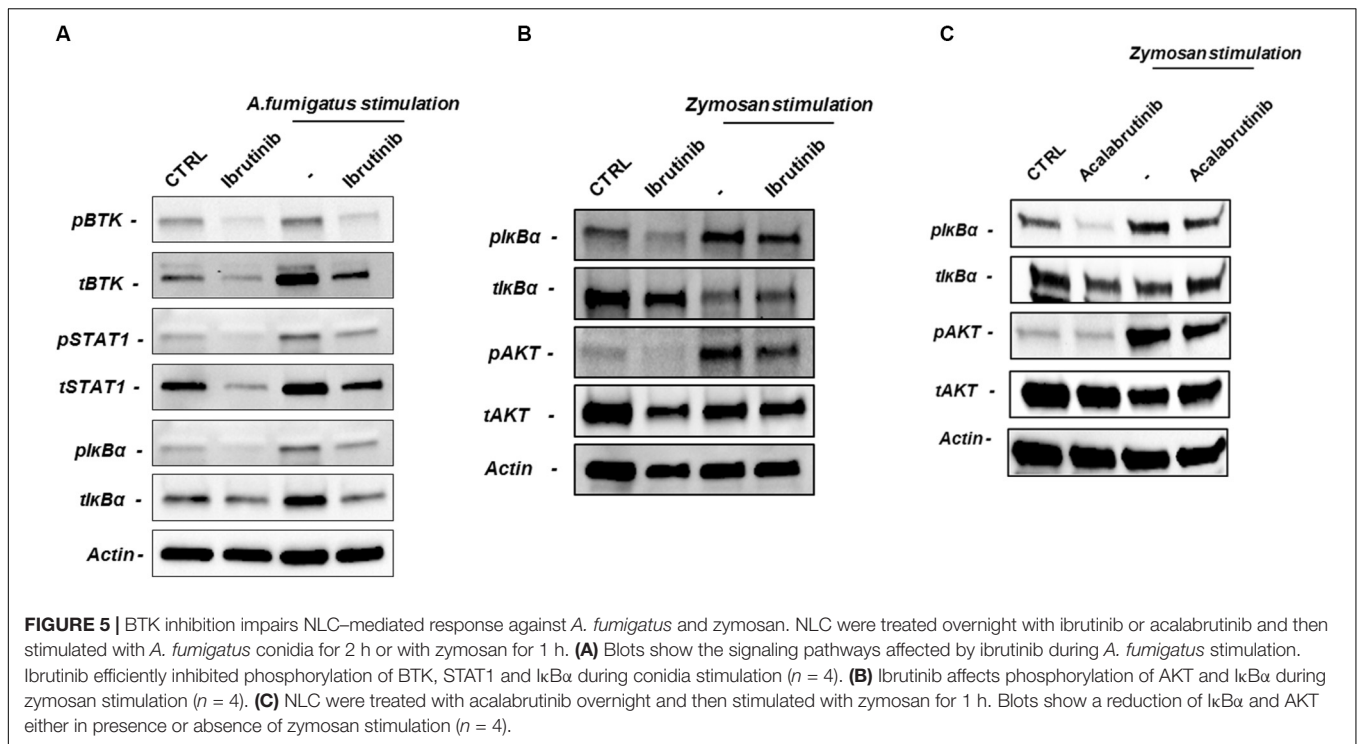 A
A.fumigatus stimulation
CTRL
Ibrutinib
-
Ibrutinib
pBTK -
tBTK -
pSTAT1
tSTAT1 -
pIκBα -
tIκBα -
Actin -
B
Zymosan stimulation
CTRL
Ibrutinib
-
Ibrutinib
pIκBα -
tIκBα -
pAKT -
tAKT -
Actin -
C
Zymosan stimulation
CTRL
Acalabrutinib
-
Acalabrutinib
pIκBα -
tIκBα -
pAKT -
tAKT -
Actin -
FIGURE 5 | BTK inhibition impairs NLC–mediated response against A. fumigatus and zymosan. NLC were treated overnight with ibrutinib or acalabrutinib and then
stimulated with A. fumigatus conidia for 2 h or with zymosan for 1 h. (A) Blots show the signaling pathways affected by ibrutinib during A. fumigatus stimulation.
Ibrutinib efficiently inhibited phosphorylation of BTK, STAT1 and IκBα during conidia stimulation (n = 4). (B) Ibrutinib affects phosphorylation of AKT and IκBα during
zymosan stimulation (n = 4). (C) NLC were treated with acalabrutinib overnight and then stimulated with zymosan for 1 h. Blots show a reduction of IκBα and AKT
either in presence or absence of zymosan stimulation (n = 4).